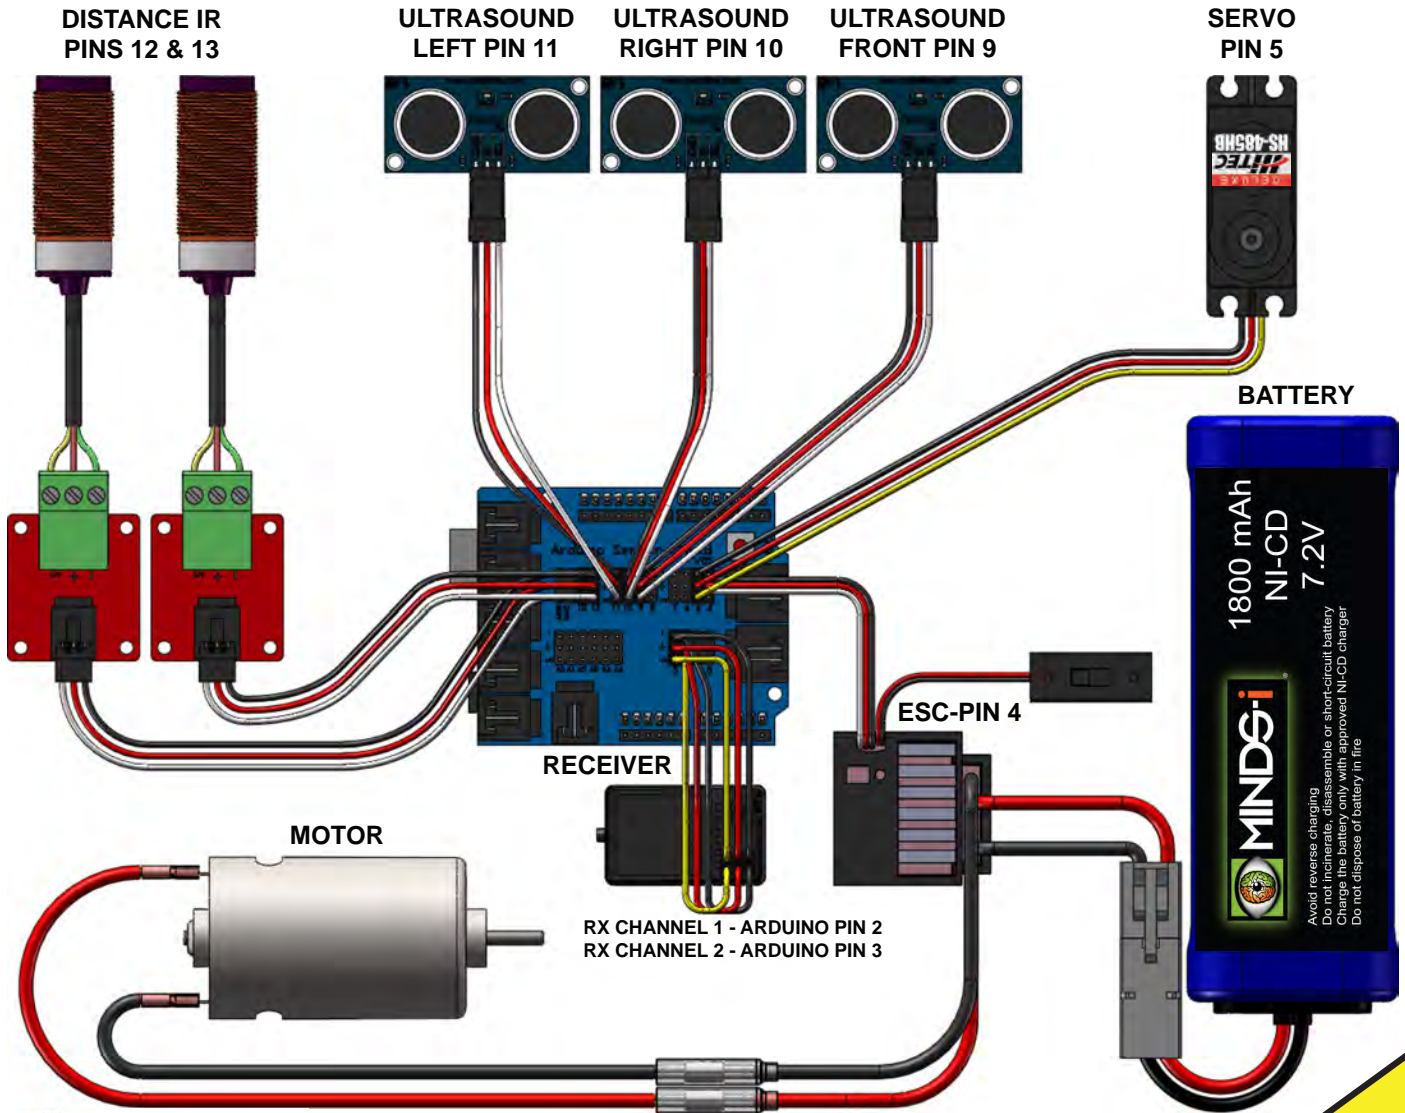 DISTANCE IR
PINS 12 & 13
ULTRASOUND
LEFT PIN 11
ULTRASOUND
RIGHT PIN 10
ULTRASOUND
FRONT PIN 9
SERVO
PIN 5
HS-485HB
HiTEC
DELUXE
BATTERY
1800 mAh
NI-CD
7.2V
MINDS-i
Avoid reverse charging
Do not incinerate, disassemble or short-circuit battery
Charge the battery only with approved NI-CD charger
Do not dispose of battery in fire
Arduino
ESC-PIN 4
RECEIVER
RX CHANNEL 1 - ARDUINO PIN 2
RX CHANNEL 2 - ARDUINO PIN 3
MOTOR